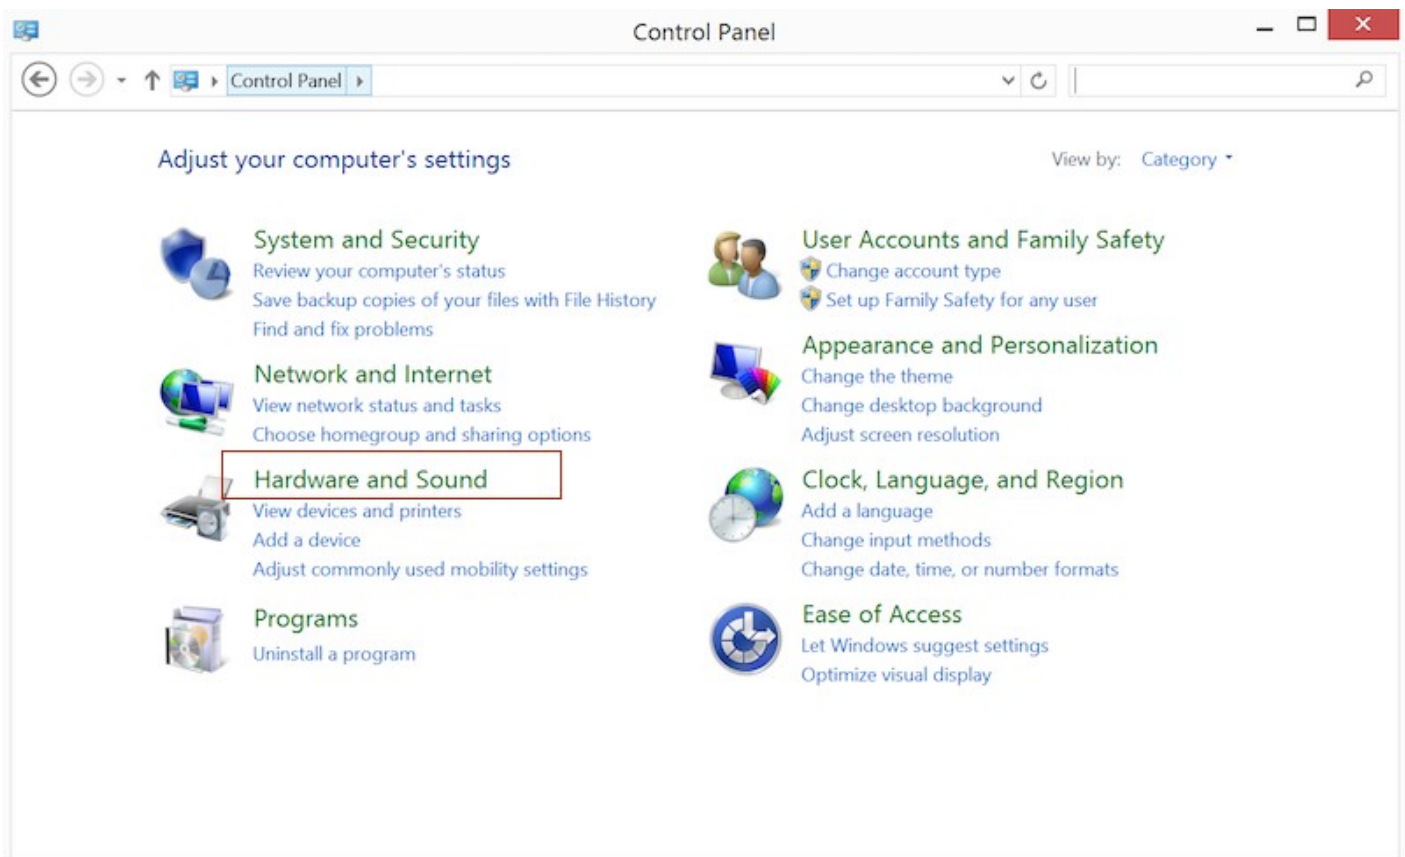 Control Panel
Control Panel
Adjust your computer's settings
View by: Category
System and Security
Review your computer's status
Save backup copies of your files with File History
Find and fix problems
Network and Internet
View network status and tasks
Choose homegroup and sharing options
Hardware and Sound
View devices and printers
Add a device
Adjust commonly used mobility settings
Programs
Uninstall a program
User Accounts and Family Safety
Change account type
Set up Family Safety for any user
Appearance and Personalization
Change the theme
Change desktop background
Adjust screen resolution
Clock, Language, and Region
Add a language
Change input methods
Change date, time, or number formats
Ease of Access
Let Windows suggest settings
Optimize visual display